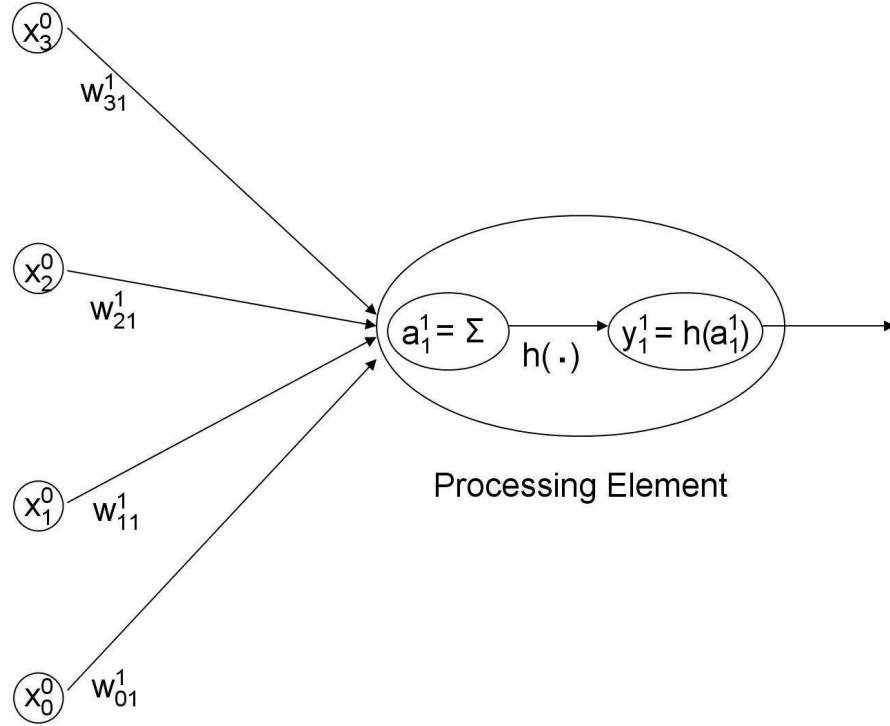 x₃⁰
w₃₁¹
x₂⁰
w₂₁¹
a₁¹ = Σ
h(·)
y₁¹ = h(a₁¹)
Processing Element
x₁⁰
w₁₁¹
x₀⁰
w₀₁¹